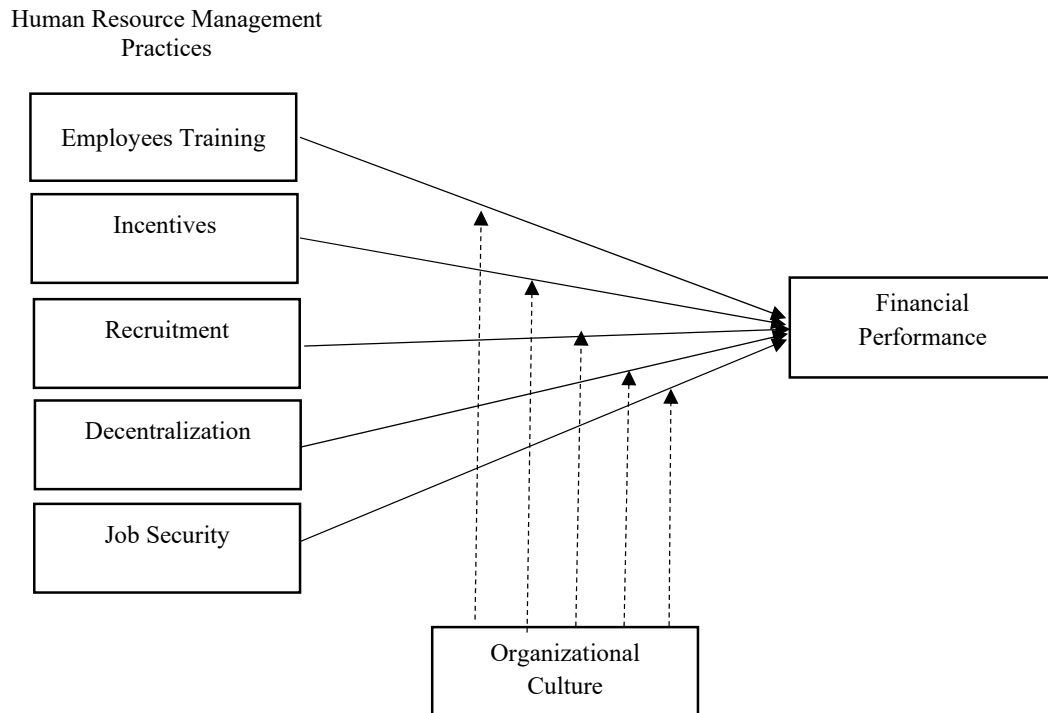 Human Resource Management
Practices
Employees Training
Incentives
Recruitment
Decentralization
Job Security
Financial
Performance
Organizational
Culture